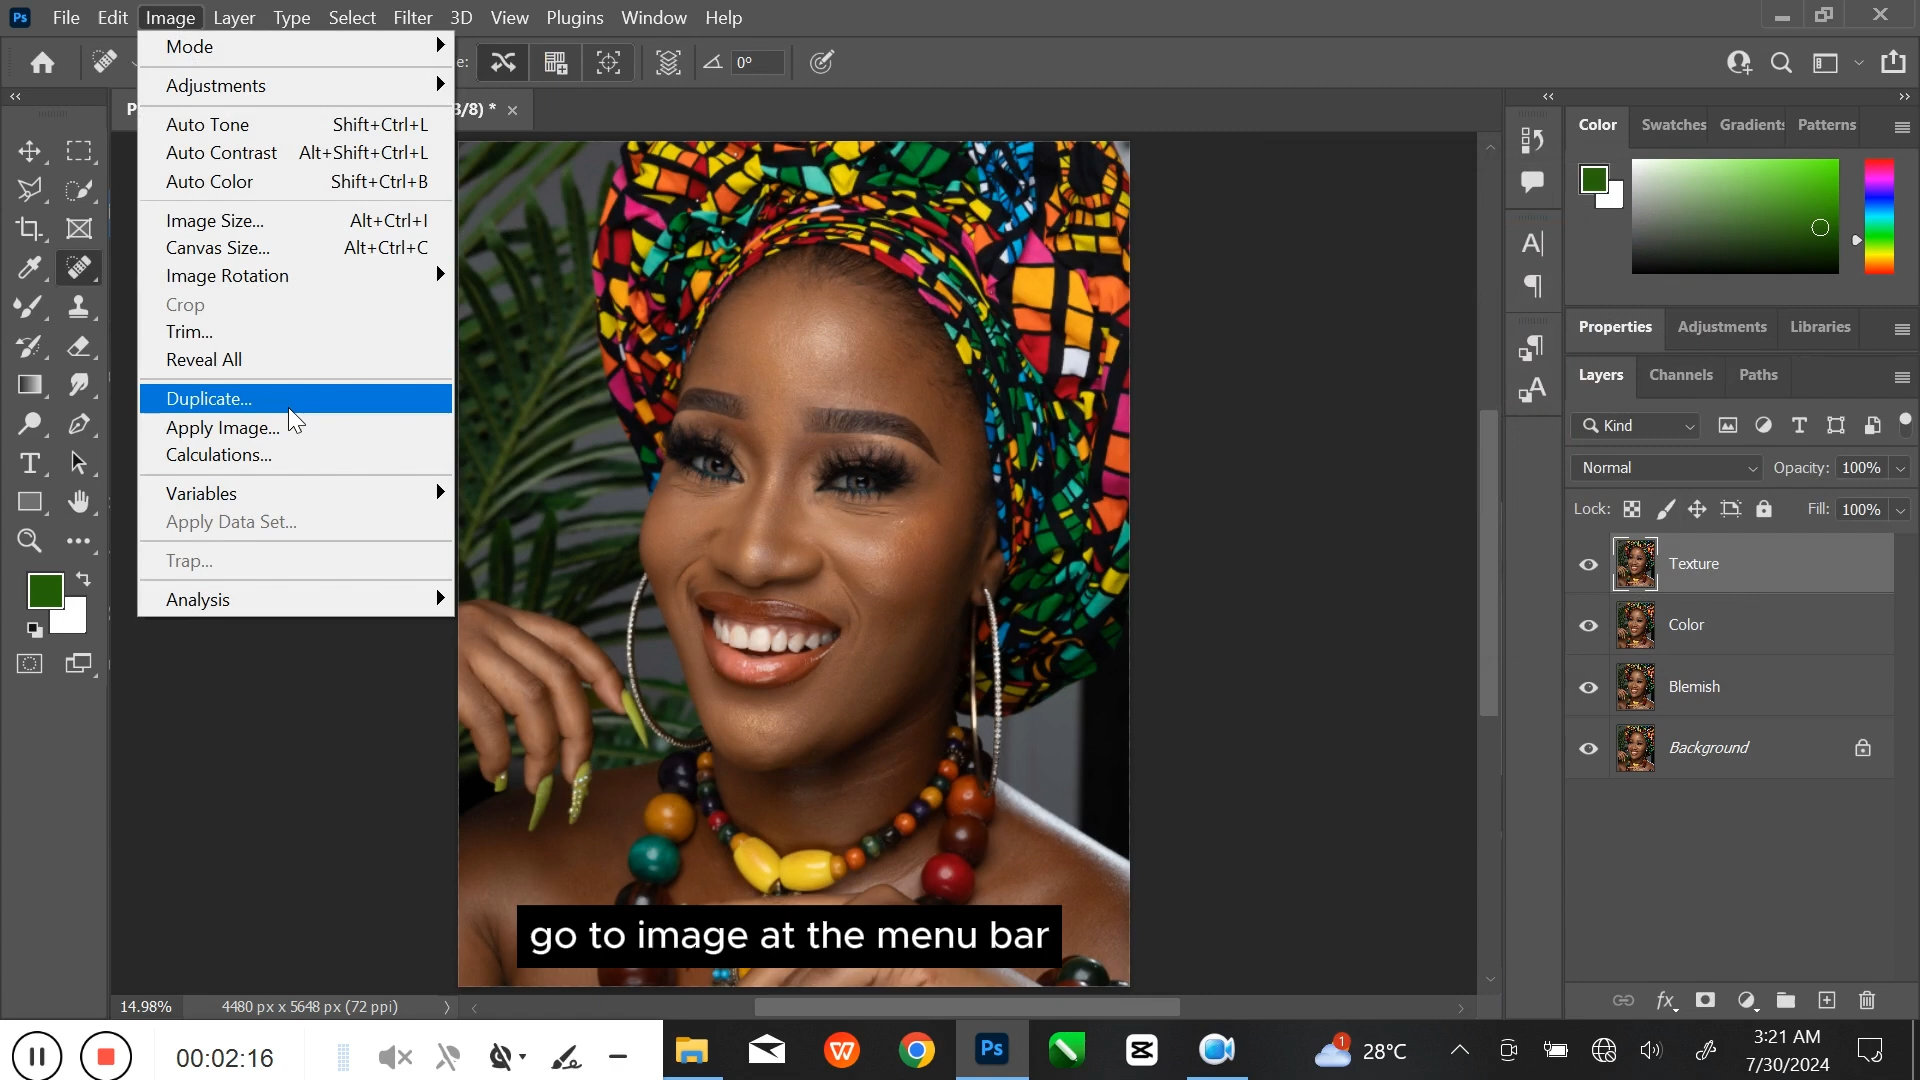 Ps File Edit Image Layer Type Select Filter 3D View Plugins Window Help
e: 0°
P 3/8) * ×
Mode
Adjustments
Auto Tone Shift+Ctrl+L
Auto Contrast Alt+Shift+Ctrl+L
Auto Color Shift+Ctrl+B
Image Size... Alt+Ctrl+I
Canvas Size... Alt+Ctrl+C
Image Rotation
Crop
Trim...
Reveal All
Duplicate...
Apply Image...
Calculations...
Variables
Apply Data Set...
Trap...
Analysis
Color Swatches Gradients Patterns
Properties Adjustments Libraries
Layers Channels Paths
Kind
Normal Opacity: 100%
Lock: Fill: 100%
Texture
Color
Blemish
Background
go to image at the menu bar
14.98% 4480 px x 5648 px (72 ppi)
00:02:16
Ps
1
28°C
3:21 AM
7/30/2024